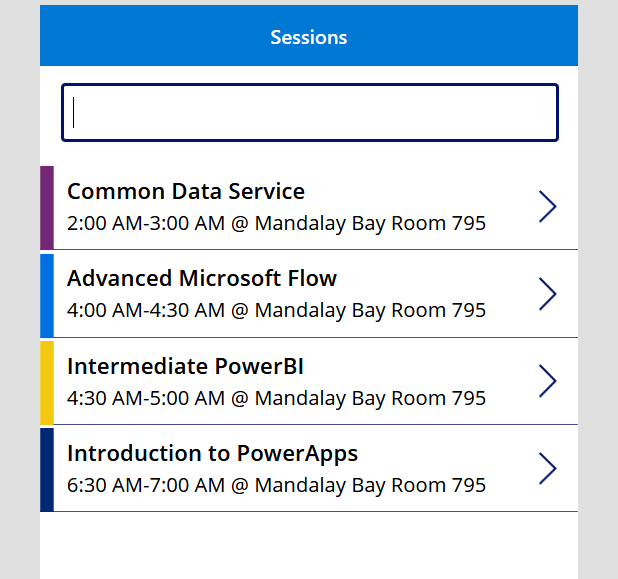 Sessions
Common Data Service
2:00 AM-3:00 AM @ Mandalay Bay Room 795
Advanced Microsoft Flow
4:00 AM-4:30 AM @ Mandalay Bay Room 795
Intermediate PowerBI
4:30 AM-5:00 AM @ Mandalay Bay Room 795
Introduction to PowerApps
6:30 AM-7:00 AM @ Mandalay Bay Room 795